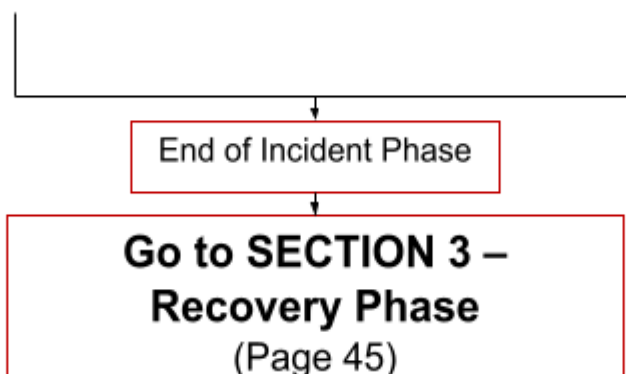 End of Incident Phase
Go to SECTION 3 –
Recovery Phase
(Page 45)